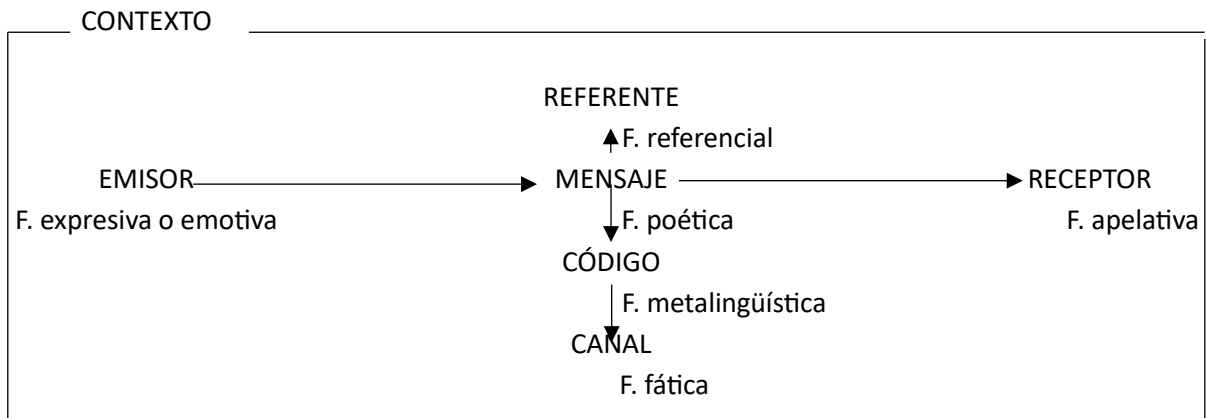 CONTEXTO
REFERENTE
F. referencial
EMISOR MENSAJE RECEPTOR
F. expresiva o emotiva F. poética F. apelativa
CÓDIGO
F. metalingüística
CANAL
F. fática